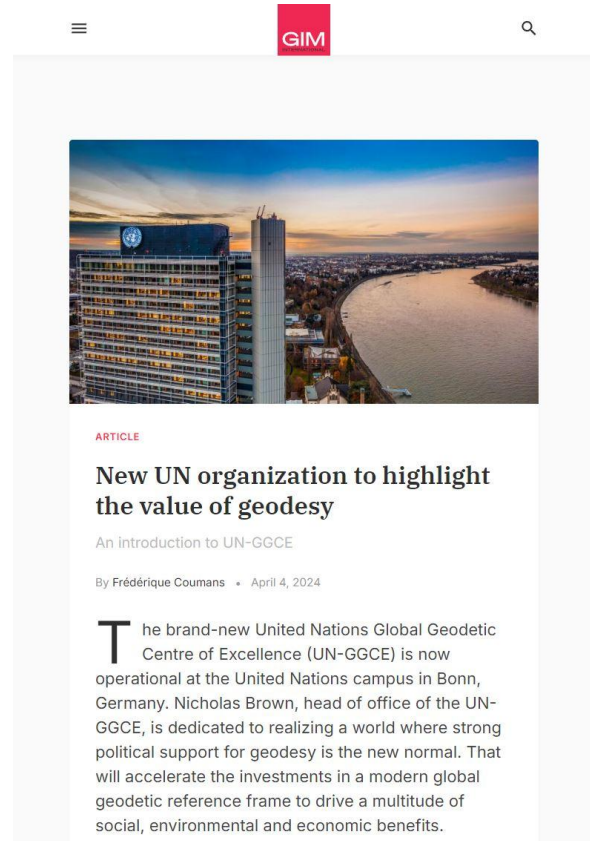 GIM
INTERNATIONAL
ARTICLE
New UN organization to highlight
the value of geodesy
An introduction to UN-GGCE
By Frédérique Coumans • April 4, 2024
The brand-new United Nations Global Geodetic
Centre of Excellence (UN-GGCE) is now
operational at the United Nations campus in Bonn,
Germany. Nicholas Brown, head of office of the UN-
GGCE, is dedicated to realizing a world where strong
political support for geodesy is the new normal. That
will accelerate the investments in a modern global
geodetic reference frame to drive a multitude of
social, environmental and economic benefits.